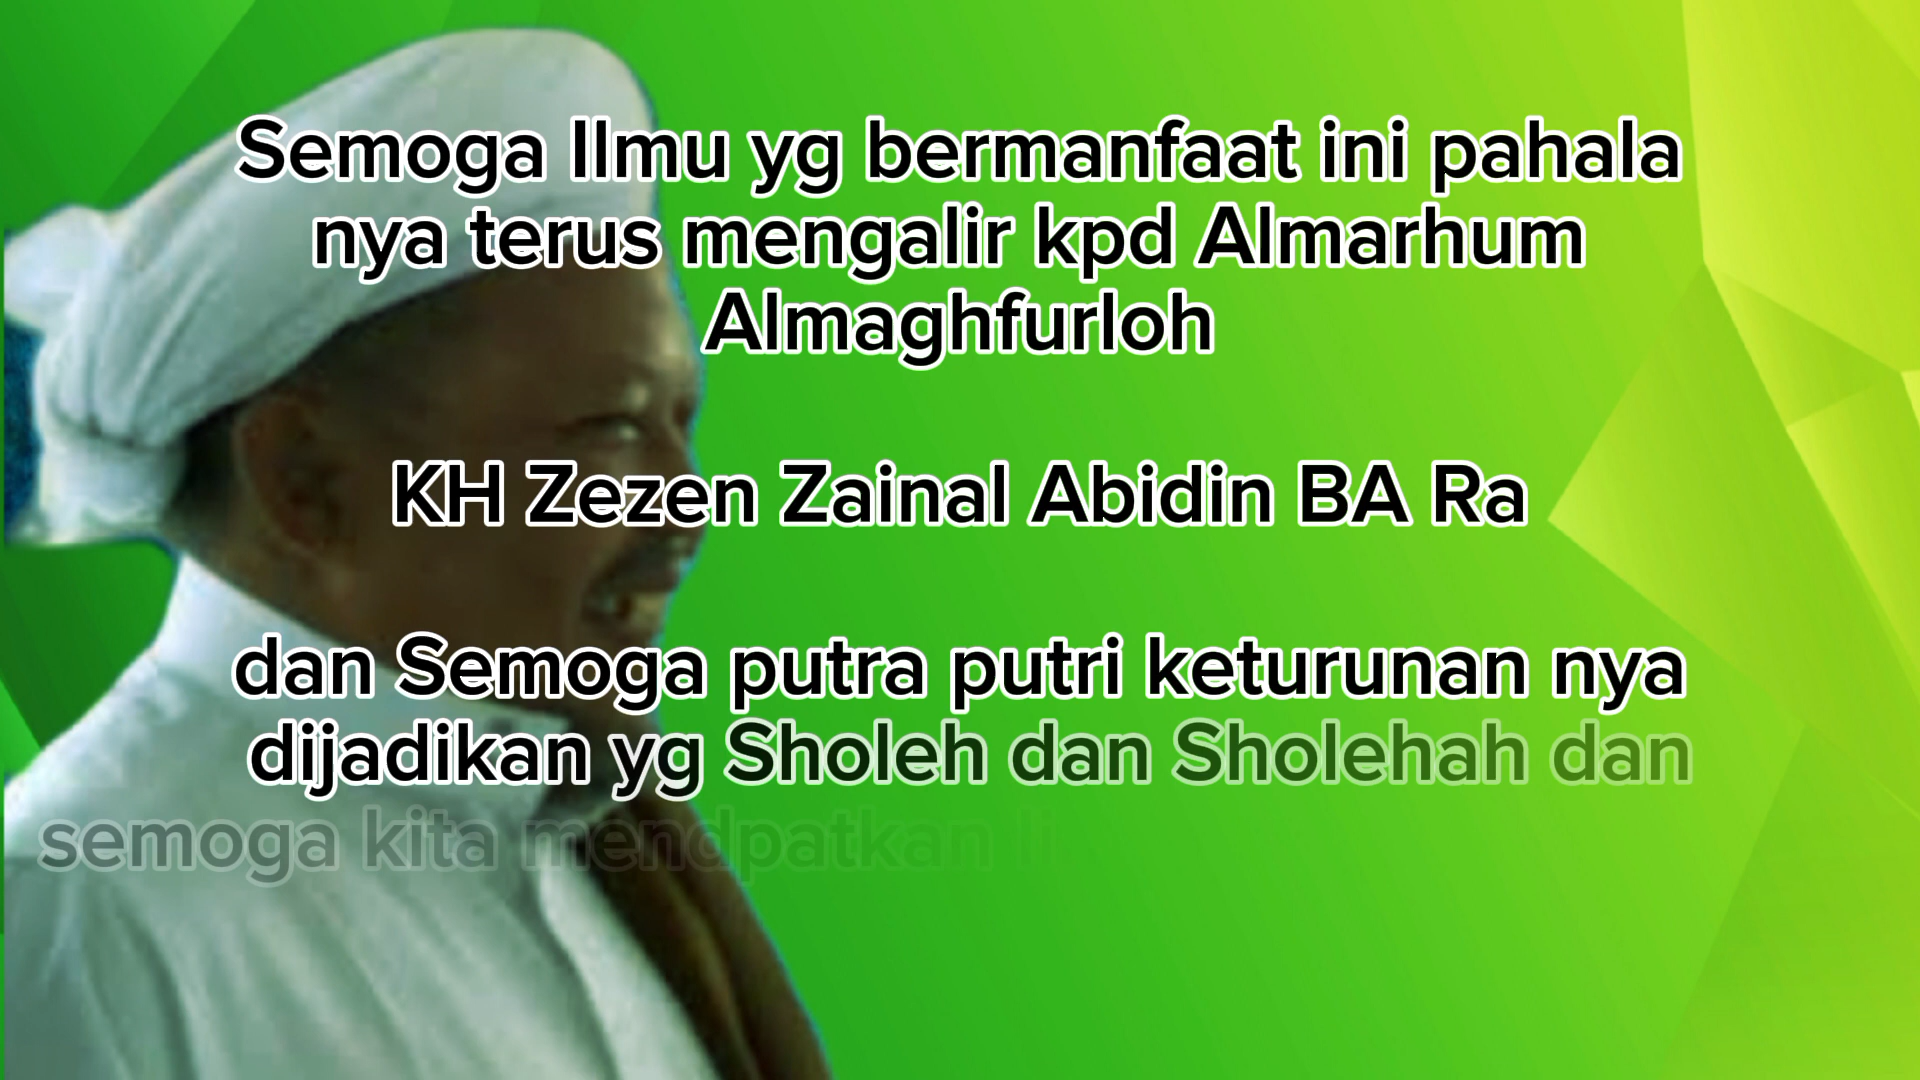 Semoga Ilmu yg bermanfaat ini pahala
nya terus mengalir kpd Almarhum
Almaghfurloh
KH Zezen Zainal Abidin BA Ra
dan Semoga putra putri keturunan nya
dijadikan yg Sholeh dan Sholehah dan
semoga kita mendpatkan